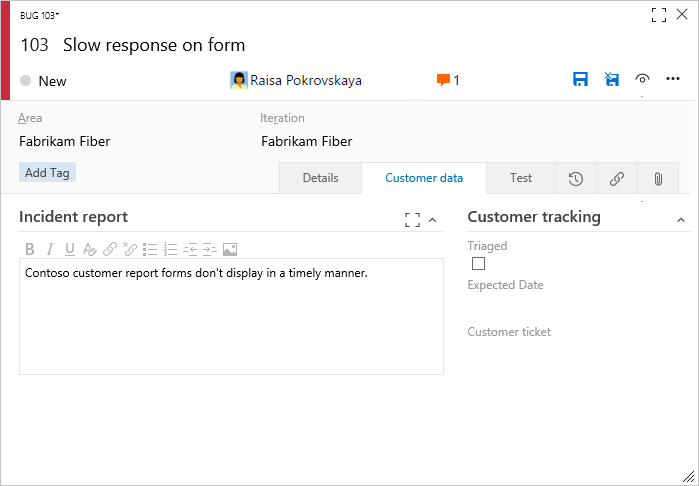 BUG 103*
103 Slow response on form
New Raisa Pokrovskaya 1
Area Iteration
Fabrikam Fiber Fabrikam Fiber
Add Tag
Details Customer data Test
Incident report Customer tracking
B I U A
Triaged
Contoso customer report forms don't display in a timely manner.
Expected Date
Customer ticket